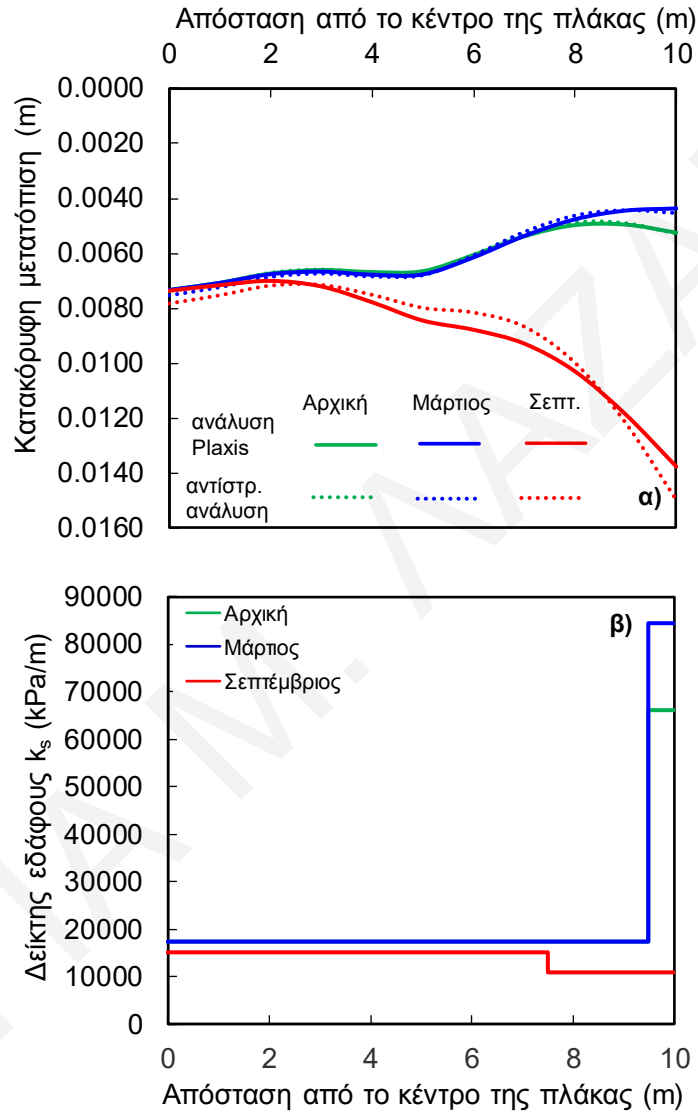 Απόσταση από το κέντρο της πλάκας (m)
0 2 4 6 8 10
Κατακόρυφη μετατόπιση (m)
0.0000
0.0020
0.0040
0.0060
0.0080
0.0100
0.0120
0.0140
0.0160
Αρχική Μάρτιος Σεπτ.
ανάλυση
Plaxis
αντίστρ.
ανάλυση
α)
Δείκτης εδάφους ks (kPa/m)
90000
80000
70000
60000
50000
40000
30000
20000
10000
0
Αρχική
Μάρτιος
Σεπτέμβριος
β)
0 2 4 6 8 10
Απόσταση από το κέντρο της πλάκας (m)
ΙΑ Μ. ΛΑΖΑ